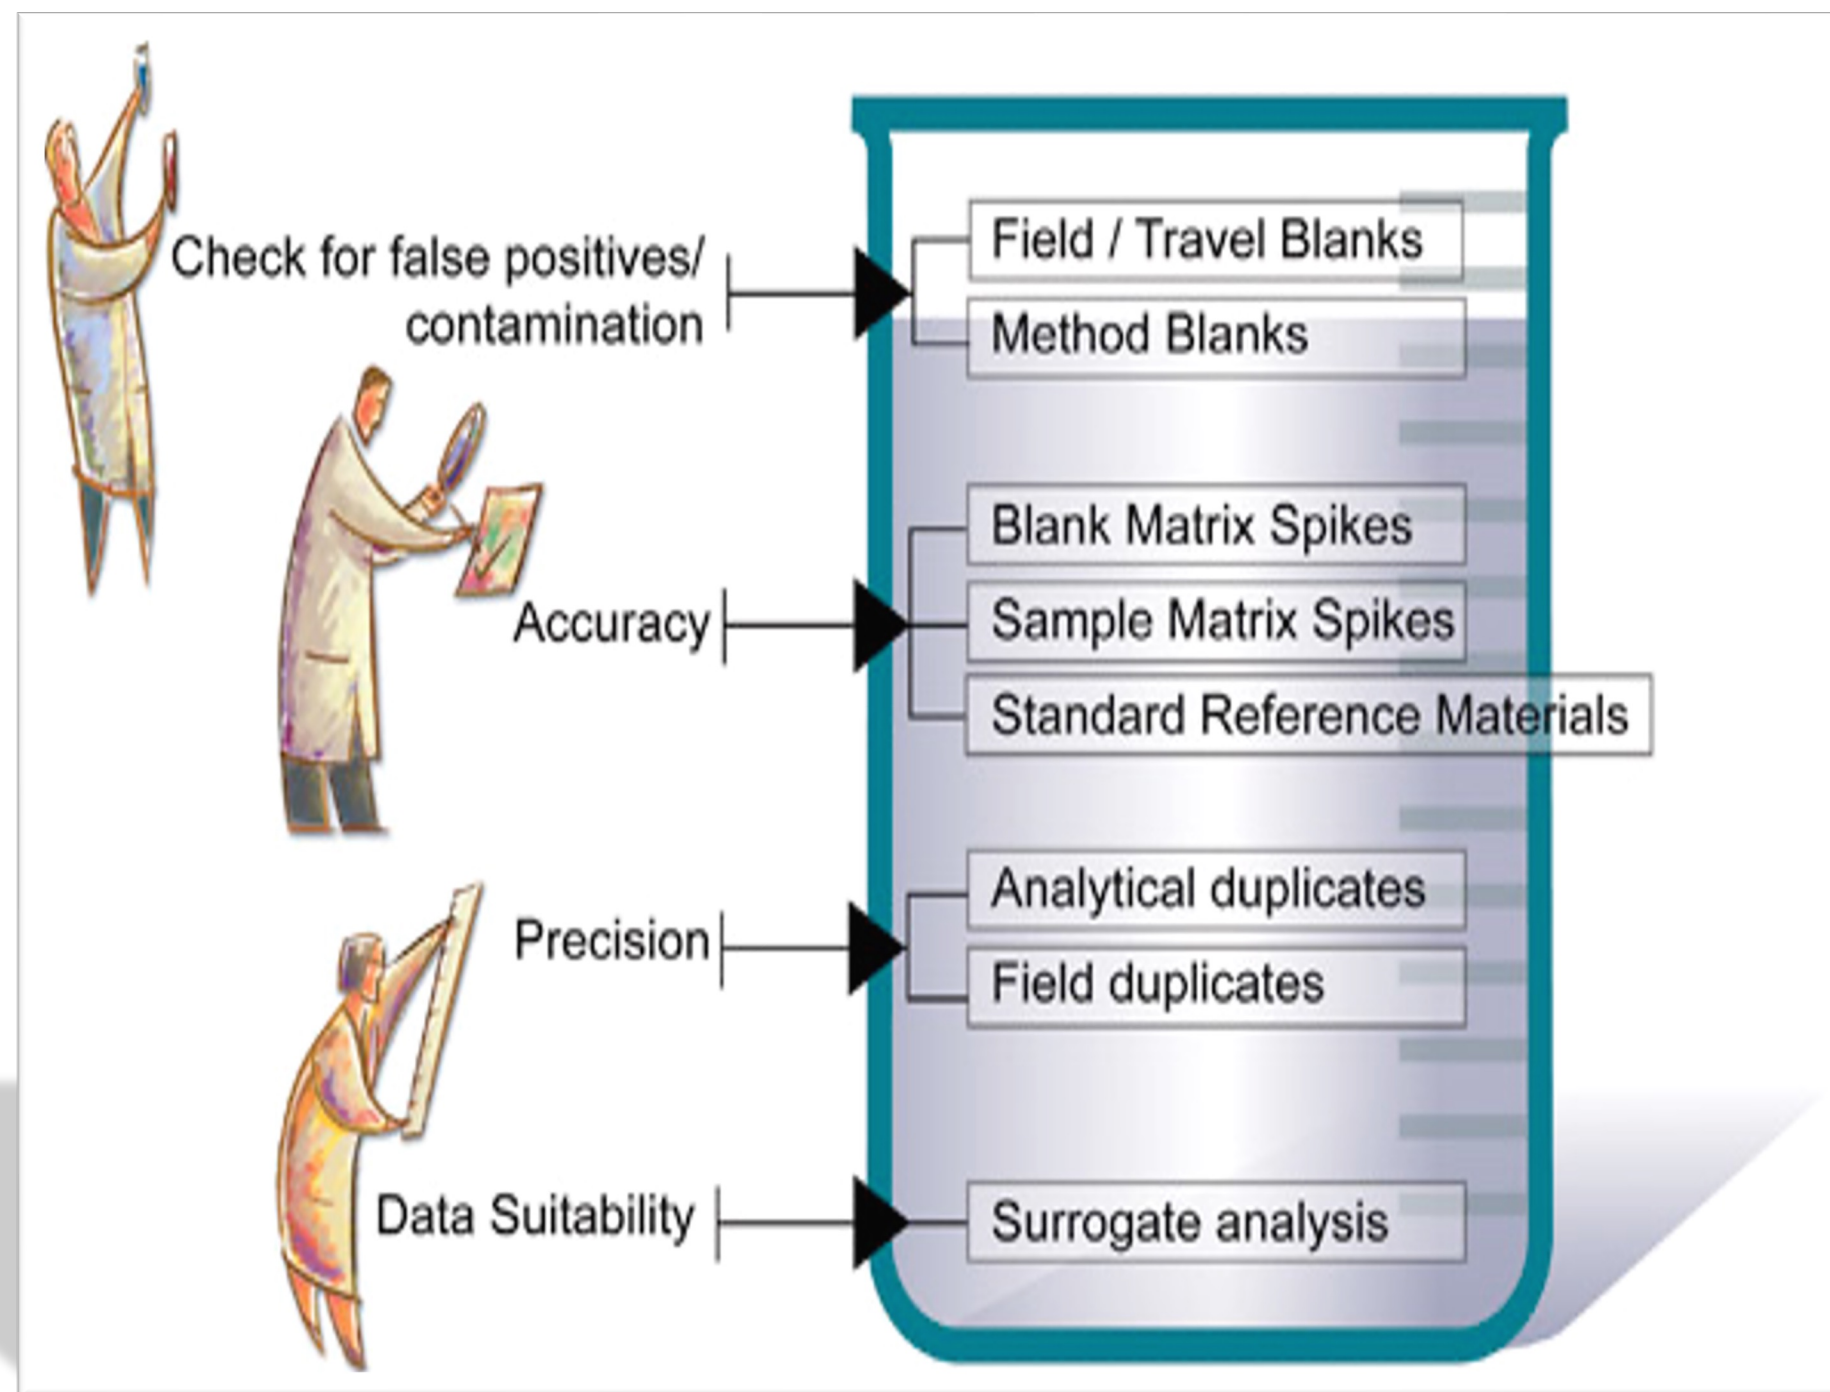 Check for false positives/
contamination
Field / Travel Blanks
Method Blanks
Accuracy
Blank Matrix Spikes
Sample Matrix Spikes
Standard Reference Materials
Precision
Analytical duplicates
Field duplicates
Data Suitability
Surrogate analysis